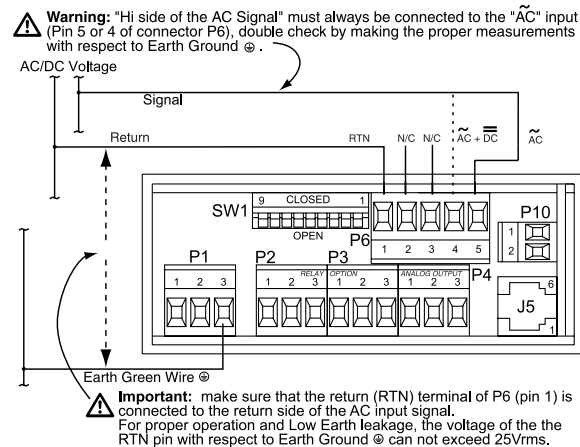 Warning: "Hi side of the AC Signal" must always be connected to the "AC" input
(Pin 5 or 4 of connector P6), double check by making the proper measurements
with respect to Earth Ground ⏚ .
AC/DC Voltage
Signal
Return
RTN N/C N/C AC + DC AC
SW1
9 CLOSED 1
OPEN
P6
1 2 3 4 5
P10
1
2
P1
1 2 3
P2
RELAY OPTION
1 2 3
P3
1 2 3
ANALOG OUTPUT
1 2 3
P4
J5
6
1
Earth Green Wire ⏚
Important: make sure that the return (RTN) terminal of P6 (pin 1) is
connected to the return side of the AC input signal.
For proper operation and Low Earth leakage, the voltage of the the
RTN pin with respect to Earth Ground ⏚ can not exceed 25Vrms.